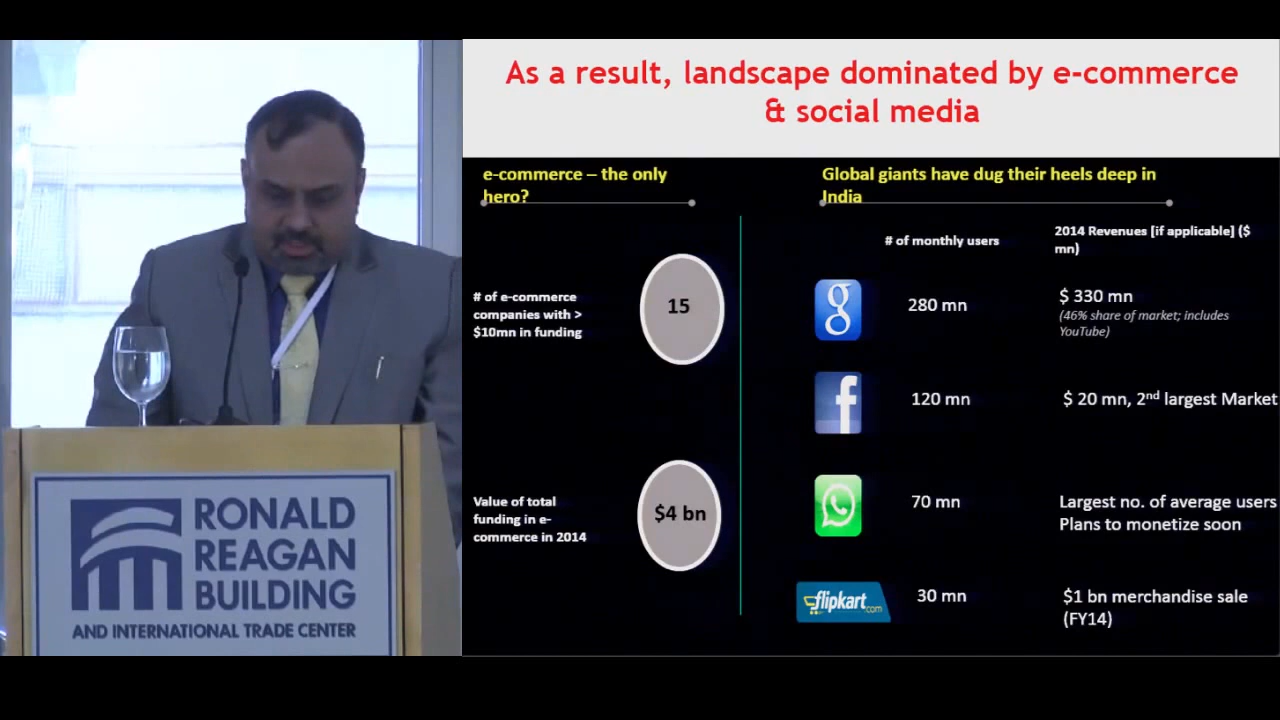 As a result, landscape dominated by e-commerce
& social media
e-commerce – the only
hero?
# of e-commerce
companies with >
$10mn in funding
15
Value of total
funding in e-
commerce in 2014
$4 bn
Global giants have dug their heels deep in
India
# of monthly users
2014 Revenues [if applicable] ($
mn)
g
280 mn
$ 330 mn
(46% share of market; includes
YouTube)
f
120 mn
$ 20 mn, 2nd largest Market
70 mn
Largest no. of average users
Plans to monetize soon
flipkart.com
30 mn
$1 bn merchandise sale
(FY14)
RONALD
REAGAN
BUILDING
AND INTERNATIONAL TRADE CENTER